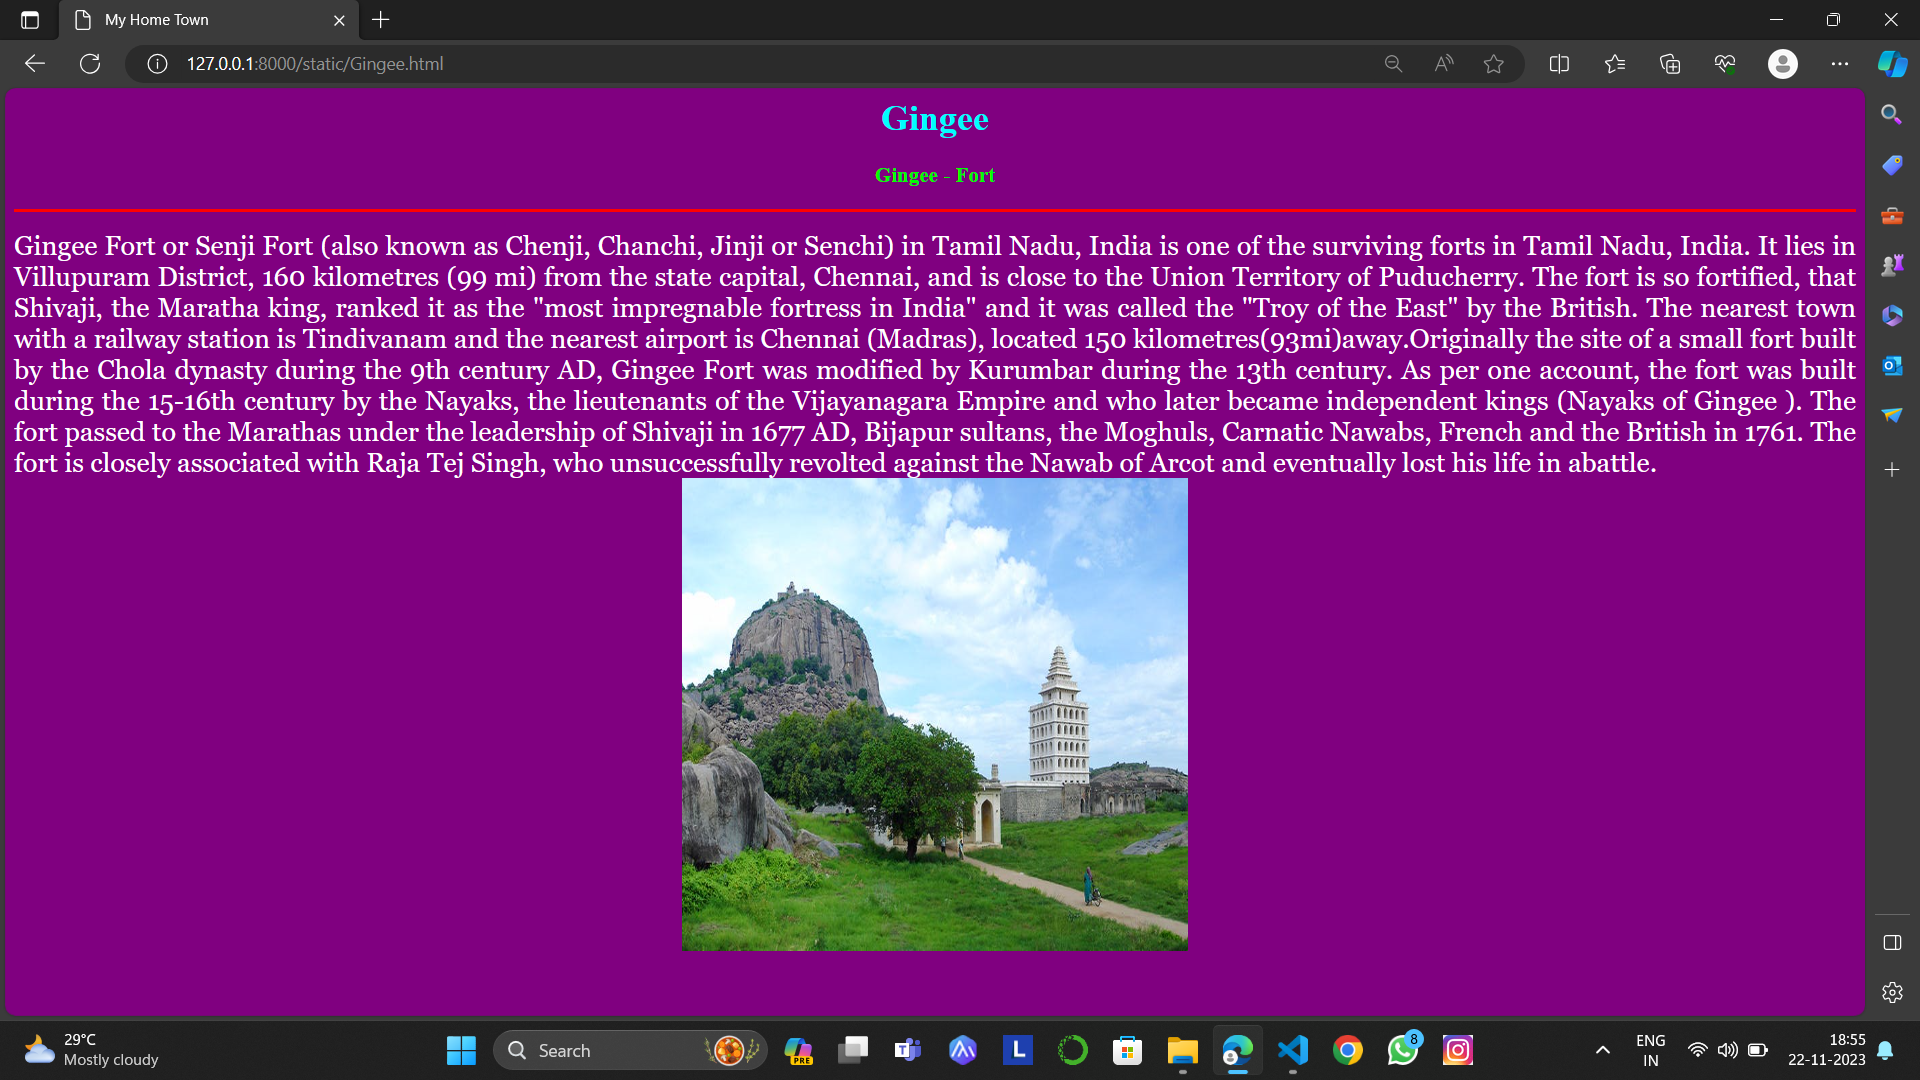 My Home Town
127.0.0.1:8000/static/Gingee.html
Gingee
Gingee - Fort
Gingee Fort or Senji Fort (also known as Chenji, Chanchi, Jinji or Senchi) in Tamil Nadu, India is one of the surviving forts in Tamil Nadu, India. It lies in
Villupuram District, 160 kilometres (99 mi) from the state capital, Chennai, and is close to the Union Territory of Puducherry. The fort is so fortified, that
Shivaji, the Maratha king, ranked it as the "most impregnable fortress in India" and it was called the "Troy of the East" by the British. The nearest town
with a railway station is Tindivanam and the nearest airport is Chennai (Madras), located 150 kilometres(93mi)away.Originally the site of a small fort built
by the Chola dynasty during the 9th century AD, Gingee Fort was modified by Kurumbar during the 13th century. As per one account, the fort was built
during the 15-16th century by the Nayaks, the lieutenants of the Vijayanagara Empire and who later became independent kings (Nayaks of Gingee ). The
fort passed to the Marathas under the leadership of Shivaji in 1677 AD, Bijapur sultans, the Moghuls, Carnatic Nawabs, French and the British in 1761. The
fort is closely associated with Raja Tej Singh, who unsuccessfully revolted against the Nawab of Arcot and eventually lost his life in abattle.
29°C
Mostly cloudy
Search
PRE
T
L
8
ENG
IN
18:55
22-11-2023